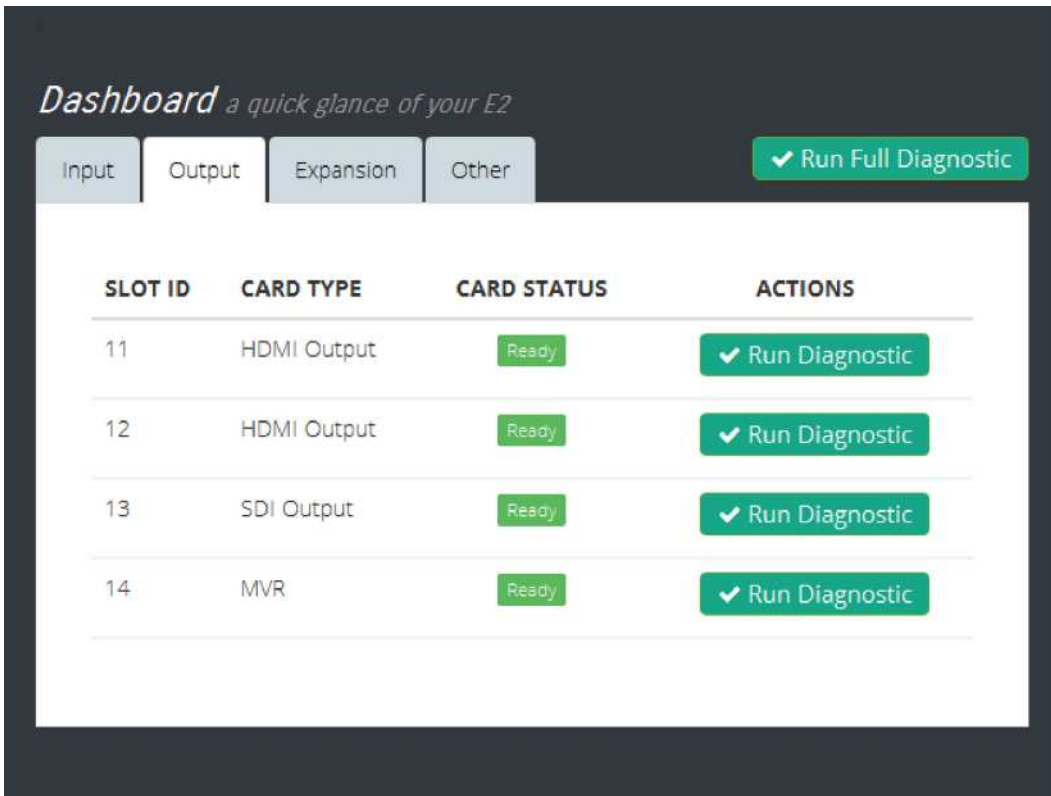 Dashboard a quick glance of your E2
Input Output Expansion Other ✔ Run Full Diagnostic
SLOT ID CARD TYPE CARD STATUS ACTIONS
11 HDMI Output Ready ✔ Run Diagnostic
12 HDMI Output Ready ✔ Run Diagnostic
13 SDI Output Ready ✔ Run Diagnostic
14 MVR Ready ✔ Run Diagnostic